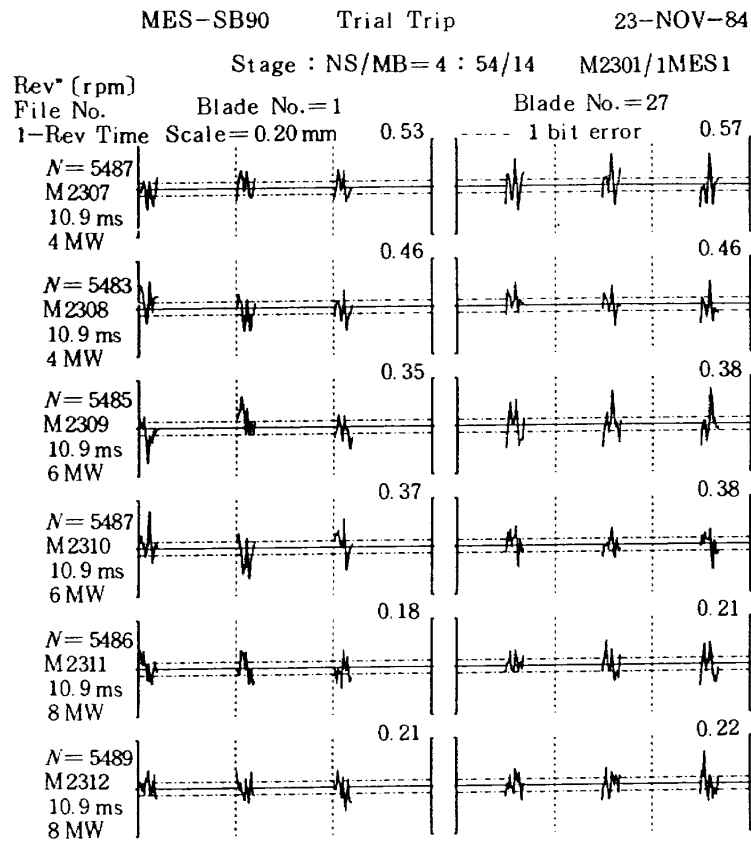 MES-SB90 Trial Trip 23-NOV-84
Stage : NS/MB=4 : 54/14 M2301/1MES1
Rev" (rpm)
File No. Blade No.=1 Blade No.=27
1-Rev Time Scale=0.20 mm 0.53 1 bit error 0.57
N=5487
M2307
10.9 ms
4 MW
0.46 0.46
N=5483
M2308
10.9 ms
4 MW
0.35 0.38
N=5485
M2309
10.9 ms
6 MW
0.37 0.38
N=5487
M2310
10.9 ms
6 MW
0.18 0.21
N=5486
M2311
10.9 ms
8 MW
0.21 0.22
N=5489
M2312
10.9 ms
8 MW